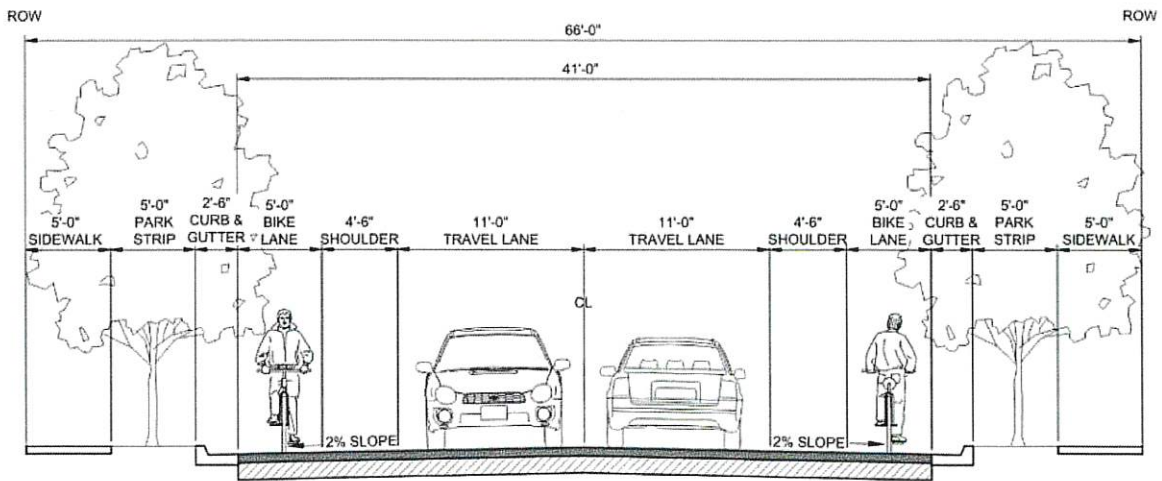 ROW
ROW
66'-0"
41'-0"
5'-0"
SIDEWALK
5'-0"
PARK
STRIP
2'-6"
CURB &
GUTTER
5'-0"
BIKE
LANE
4'-6"
SHOULDER
11'-0"
TRAVEL LANE
11'-0"
TRAVEL LANE
4'-6"
SHOULDER
5'-0"
BIKE
LANE
2'-6"
CURB &
GUTTER
5'-0"
PARK
STRIP
5'-0"
SIDEWALK
CL
2% SLOPE
2% SLOPE